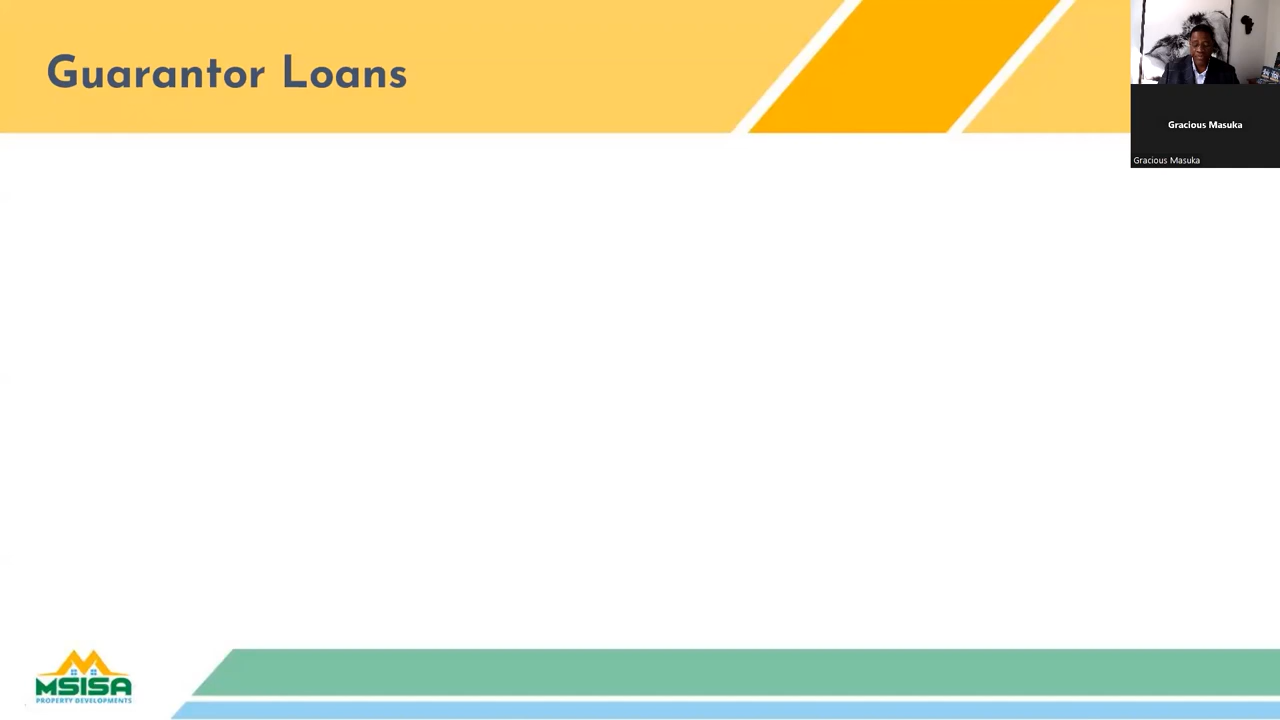 Guarantor Loans
Gracious Masuka
Gracious Masuka
MSISA
PROPERTY DEVELOPMENTS